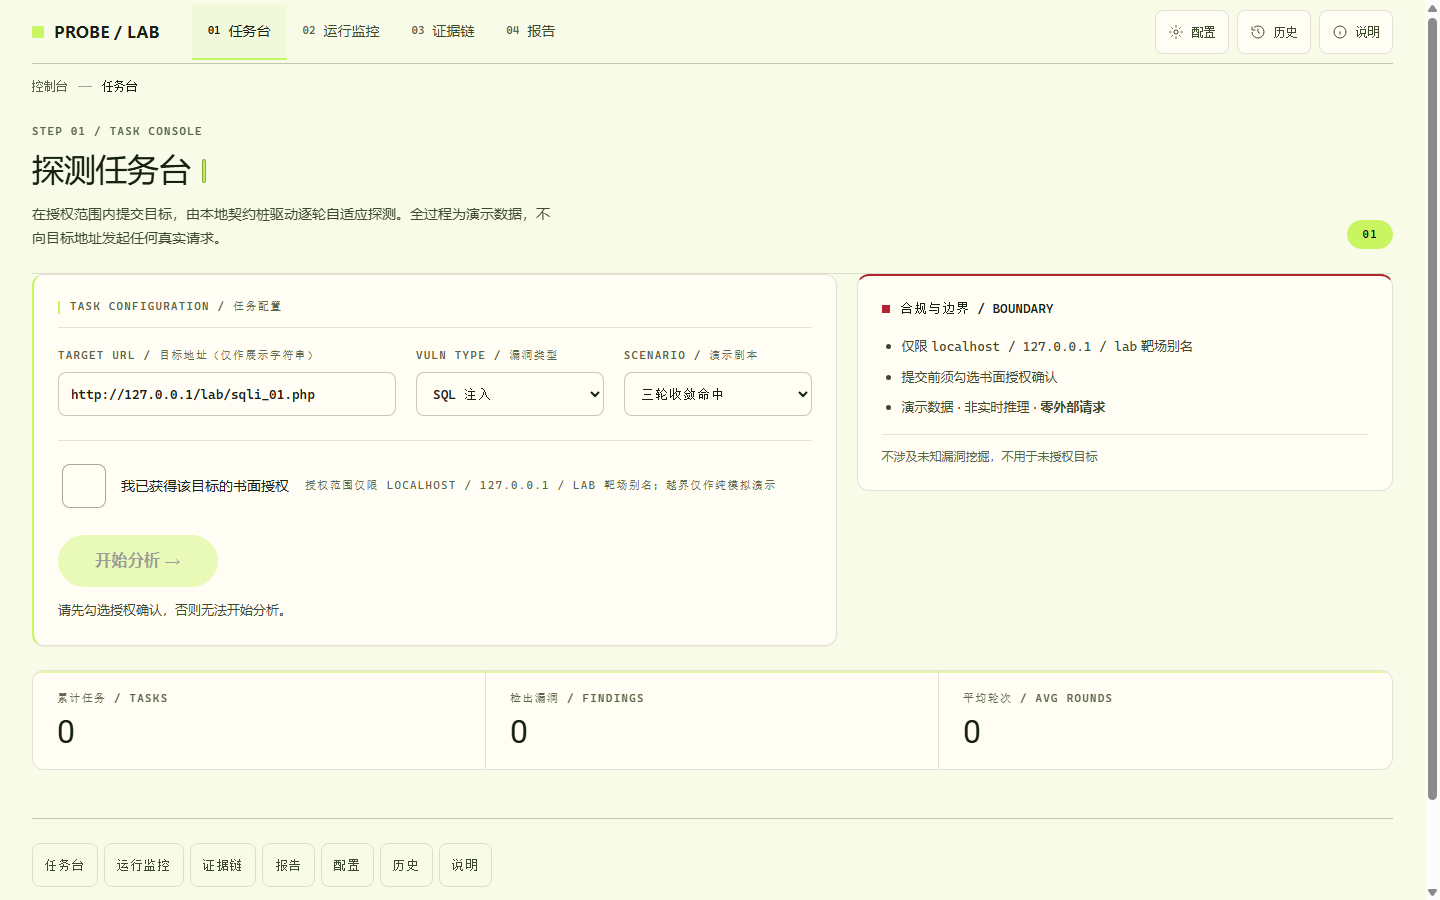 PROBE / LAB
01 任务台
02 运行监控
03 证据链
04 报告
配置
历史
说明
控制台 — 任务台
STEP 01 / TASK CONSOLE
探测任务台
在授权范围内提交目标，由本地契约桩驱动逐轮自适应探测。全过程为演示数据，不
向目标地址发起任何真实请求。
01
TASK CONFIGURATION / 任务配置
TARGET URL / 目标地址（仅作展示字符串）
VULN TYPE / 漏洞类型
SCENARIO / 演示剧本
http://127.0.0.1/lab/sqli_01.php
SQL 注入
三轮收敛命中
我已获得该目标的书面授权
授权范围仅限 LOCALHOST / 127.0.0.1 / LAB 靶场别名；越界仅作纯模拟演示
开始分析 →
请先勾选授权确认，否则无法开始分析。
合规与边界 / BOUNDARY
仅限 localhost / 127.0.0.1 / lab 靶场别名
提交前须勾选书面授权确认
演示数据 · 非实时推理 · 零外部请求
不涉及未知漏洞挖掘，不用于未授权目标
累计任务 / TASKS
0
检出漏洞 / FINDINGS
0
平均轮次 / AVG ROUNDS
0
任务台
运行监控
证据链
报告
配置
历史
说明